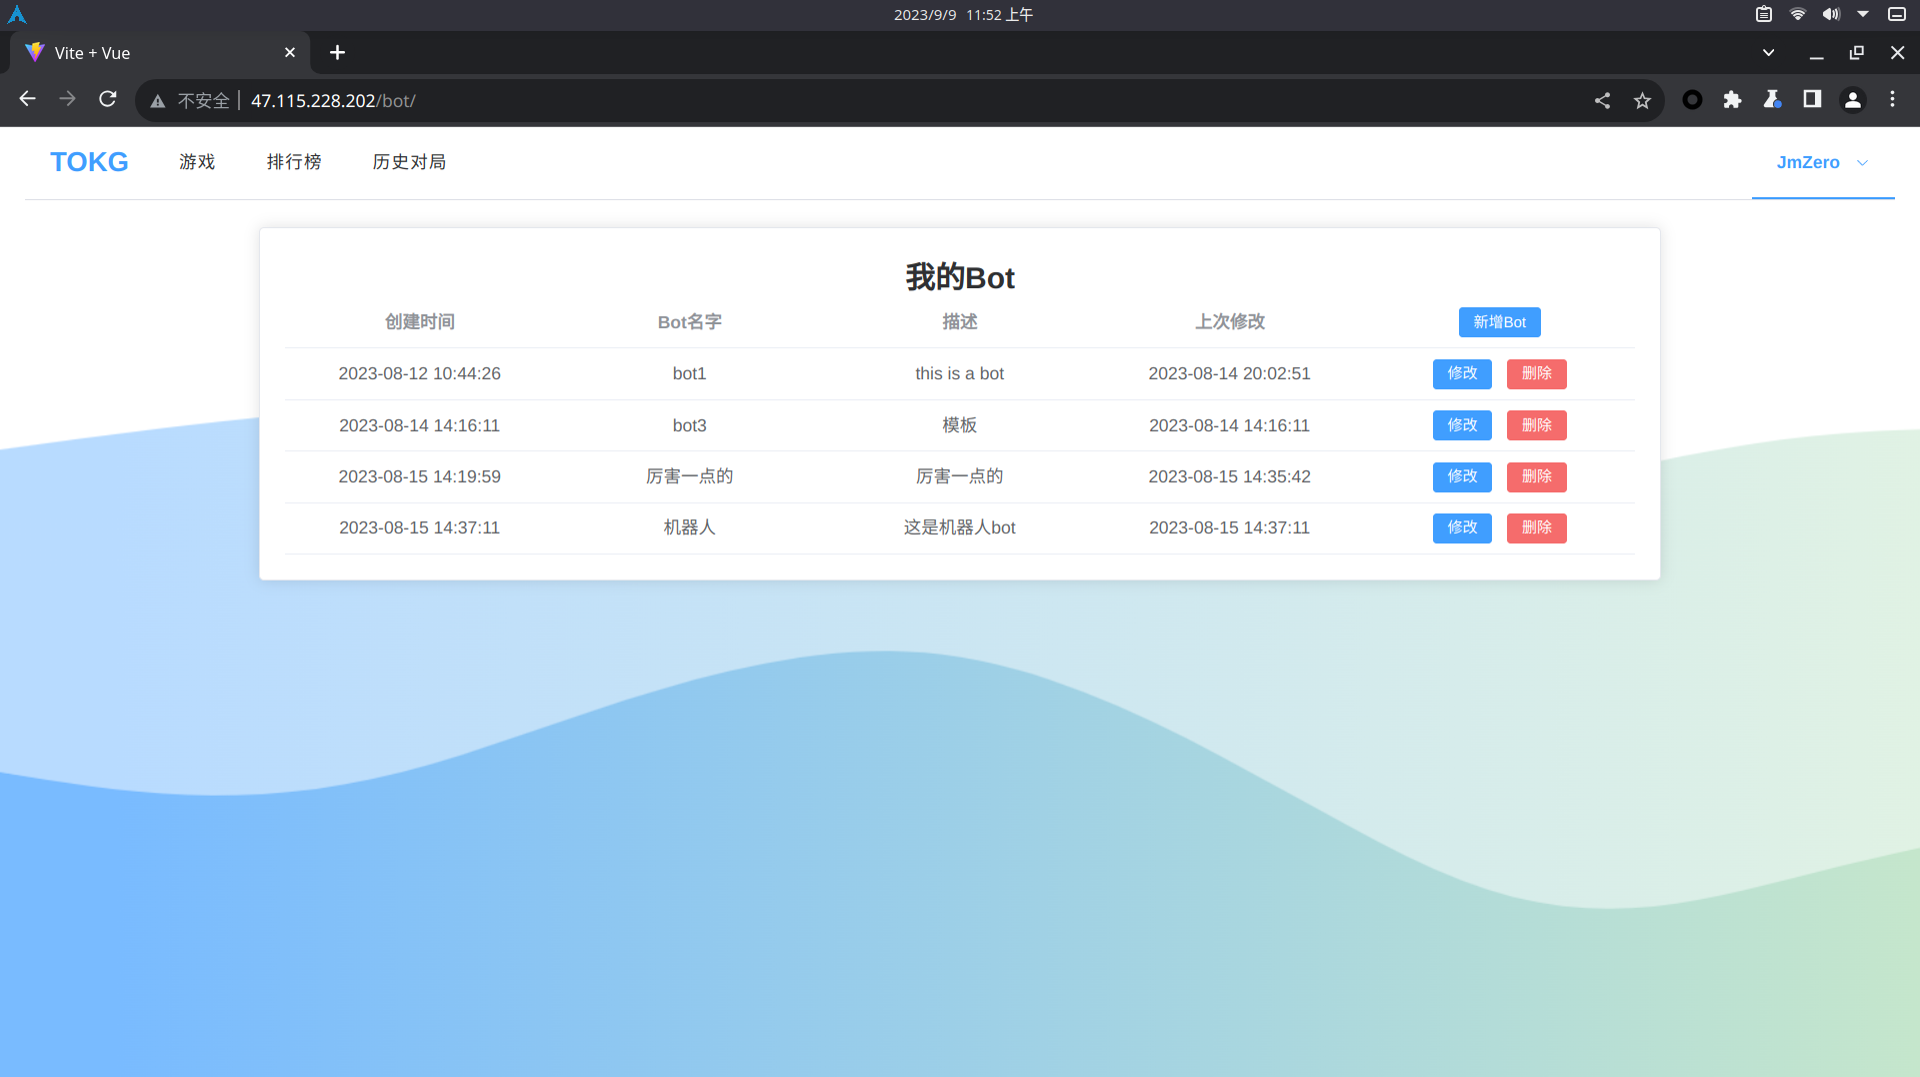 2023/9/9 11:52 上午
Vite + Vue
不安全 47.115.228.202/bot/
TOKG 游戏 排行榜 历史对局 JmZero
我的Bot
创建时间 Bot名字 描述 上次修改 新增Bot
2023-08-12 10:44:26 bot1 this is a bot 2023-08-14 20:02:51 修改 删除
2023-08-14 14:16:11 bot3 模板 2023-08-14 14:16:11 修改 删除
2023-08-15 14:19:59 厉害一点的 厉害一点的 2023-08-15 14:35:42 修改 删除
2023-08-15 14:37:11 机器人 这是机器人bot 2023-08-15 14:37:11 修改 删除